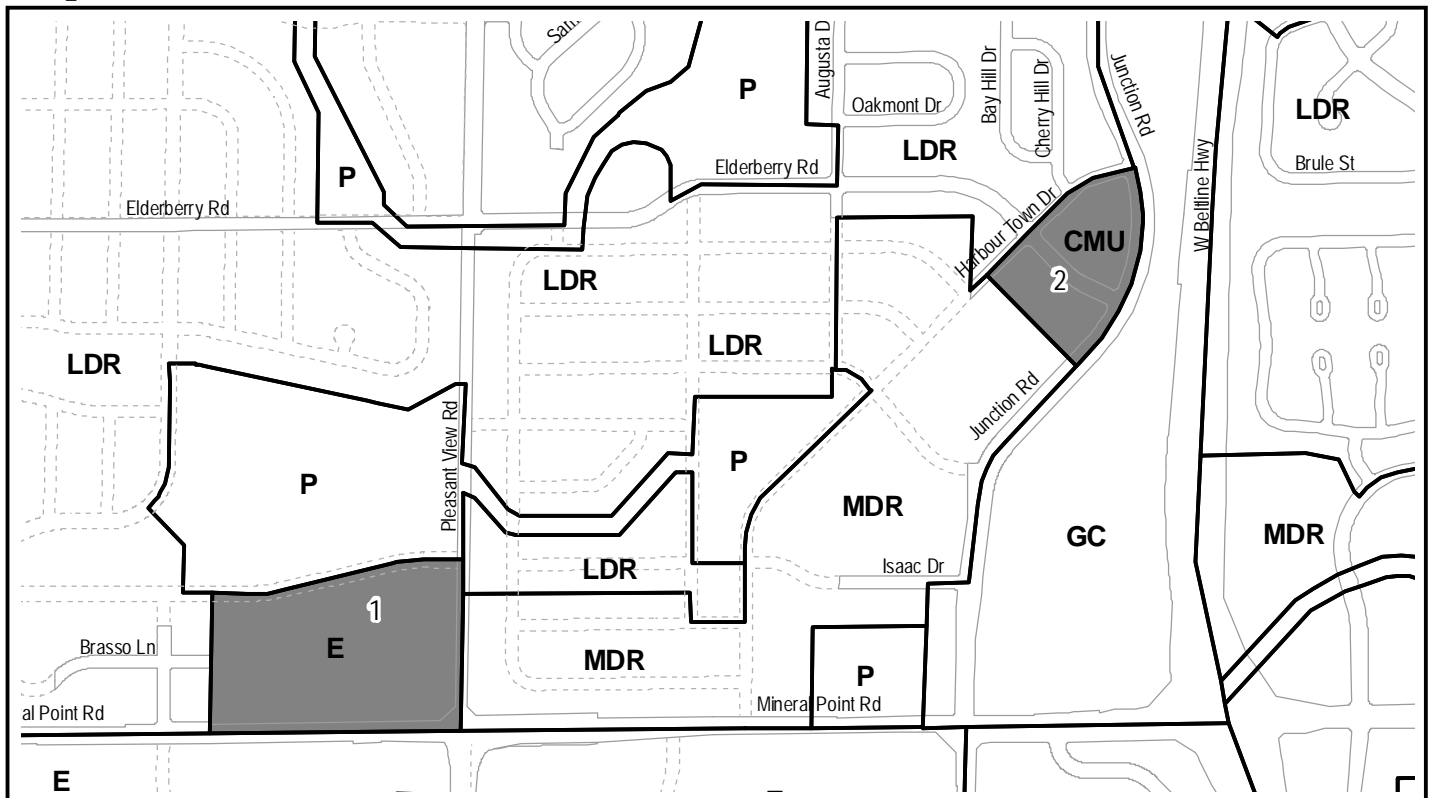 P
Augusta D
Oakmont Dr
Bay Hill Dr
Cherry Hill Dr
Junction Rd
LDR
LDR
W Beltline Hwy
Brule St
P
Elderberry Rd
Elderberry Rd
Harbour Town Dr
CMU
2
LDR
LDR
LDR
Pleasant View Rd
Junction Rd
P
P
MDR
GC
MDR
LDR
Isaac Dr
1
E
Brasso Ln
MDR
P
al Point Rd
Mineral Point Rd
E